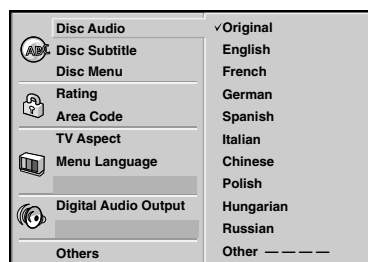 Disc Audio
Disc Subtitle
Disc Menu
Rating
Area Code
TV Aspect
Menu Language
Digital Audio Output
Others
✓Original
English
French
German
Spanish
Italian
Chinese
Polish
Hungarian
Russian
Other — — — —
ABC